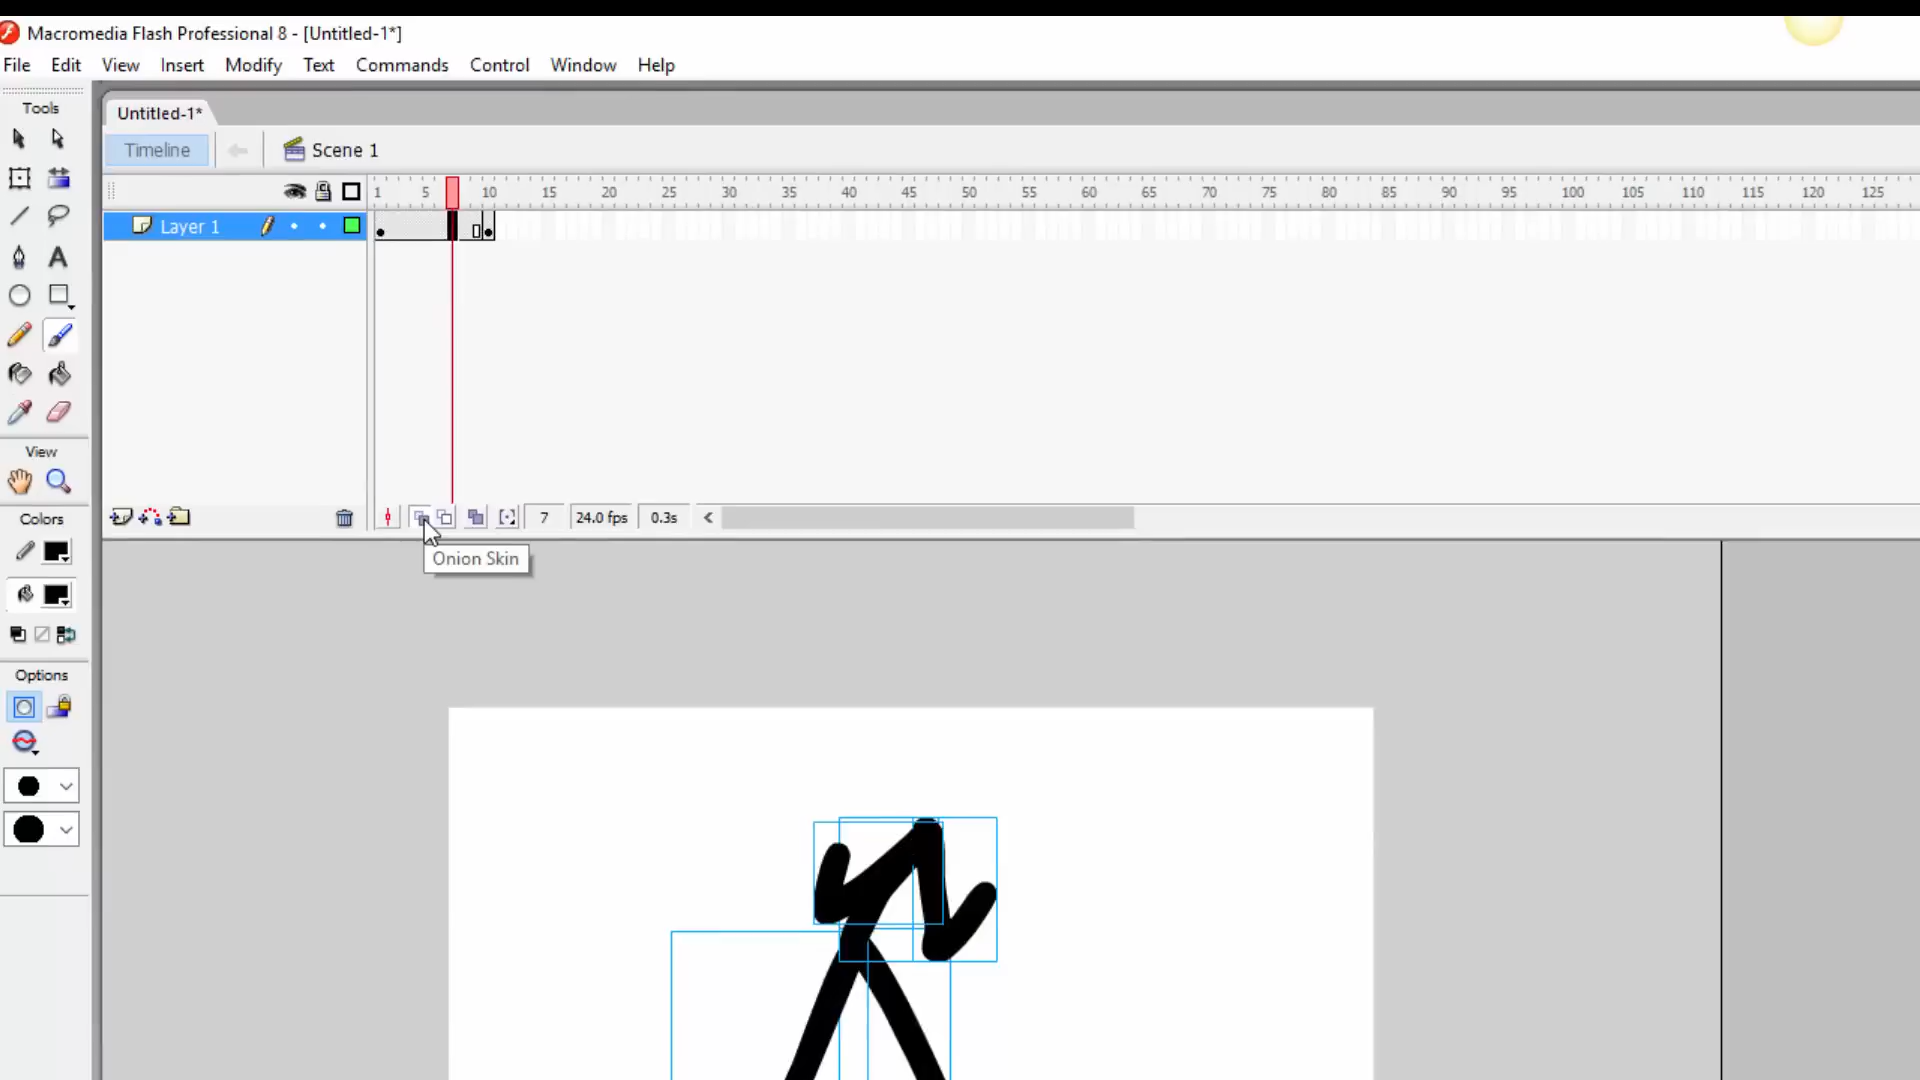 Macromedia Flash Professional 8 - [Untitled-1*]
File Edit View Insert Modify Text Commands Control Window Help
Tools
Untitled-1*
Timeline
Scene 1
1 5 10 15 20 25 30 35 40 45 50 55 60 65 70 75 80 85 90 95 100 105 110 115 120 125
Layer 1
A
View
7 24.0 fps 0.3s
Colors
Onion Skin
Options